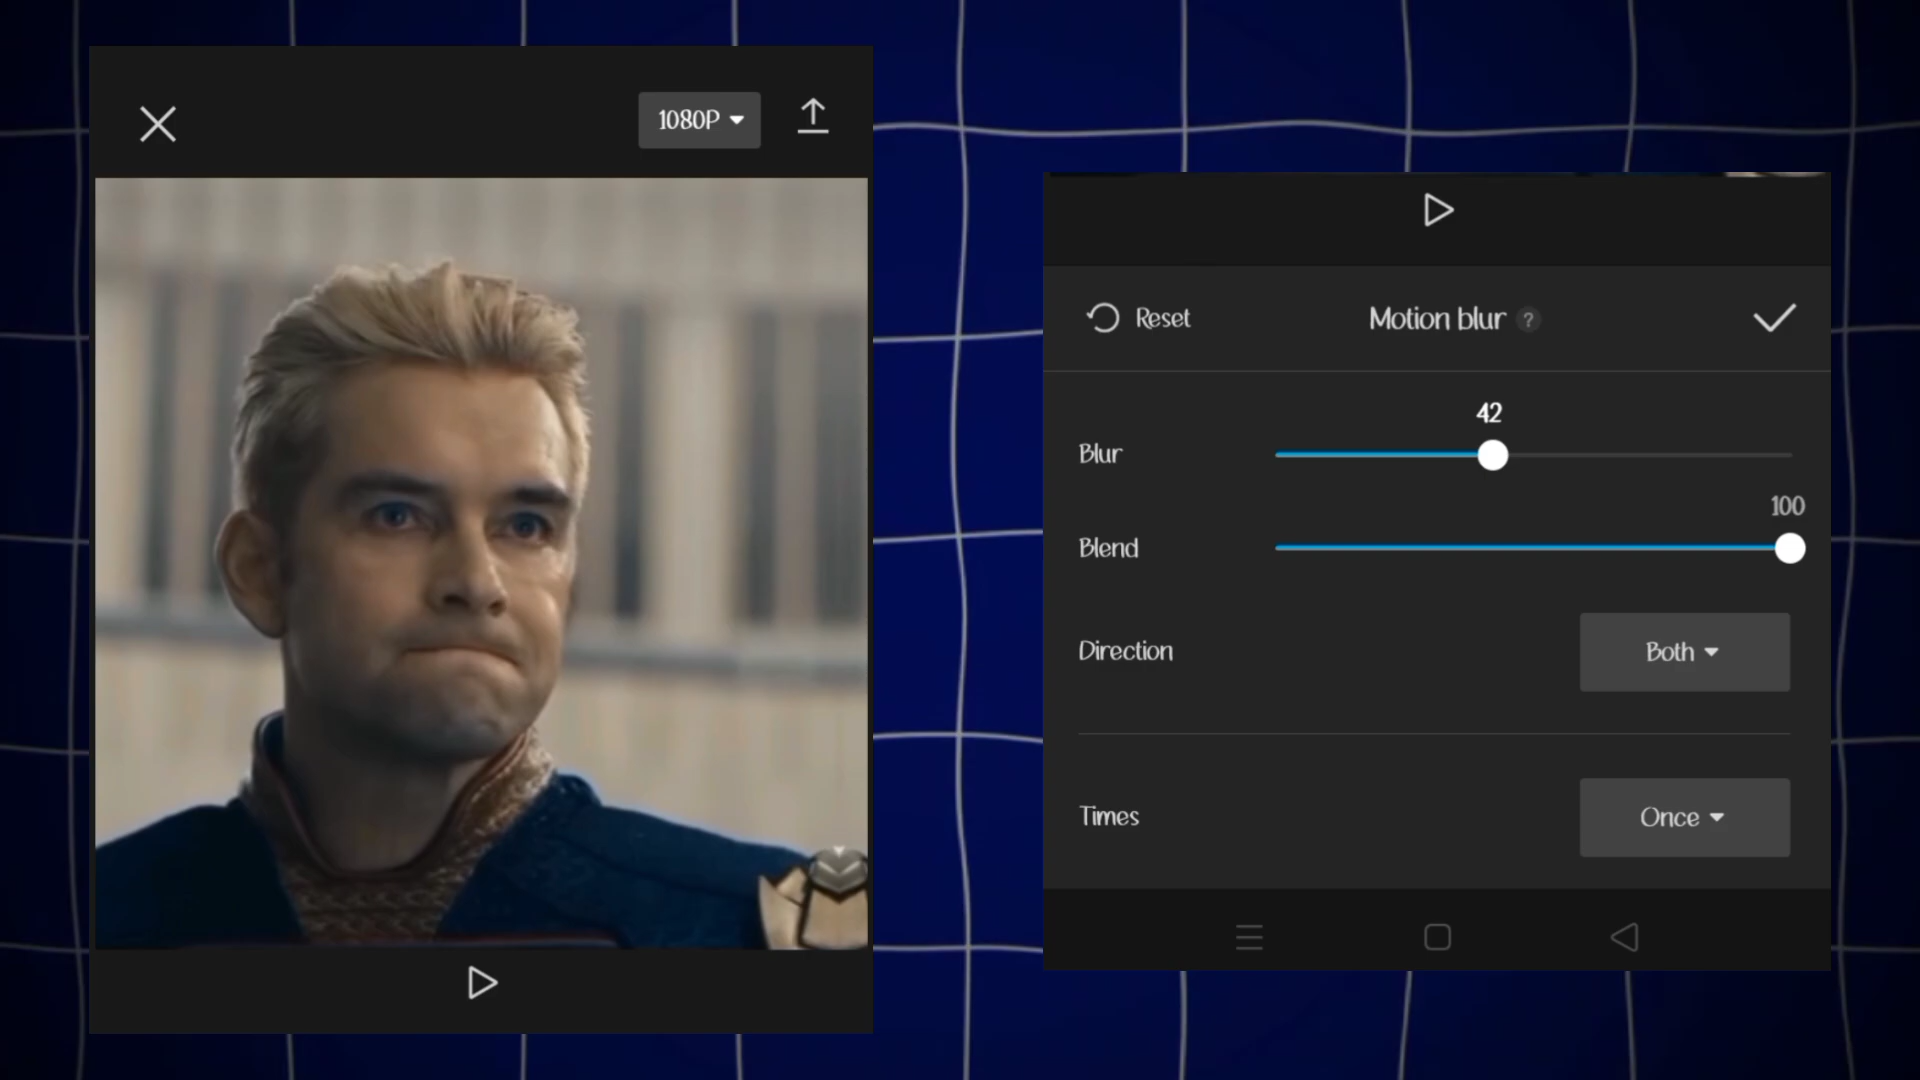 1080P
Reset
Motion blur ?
42
Blur
100
Blend
Direction
Both
Times
Once